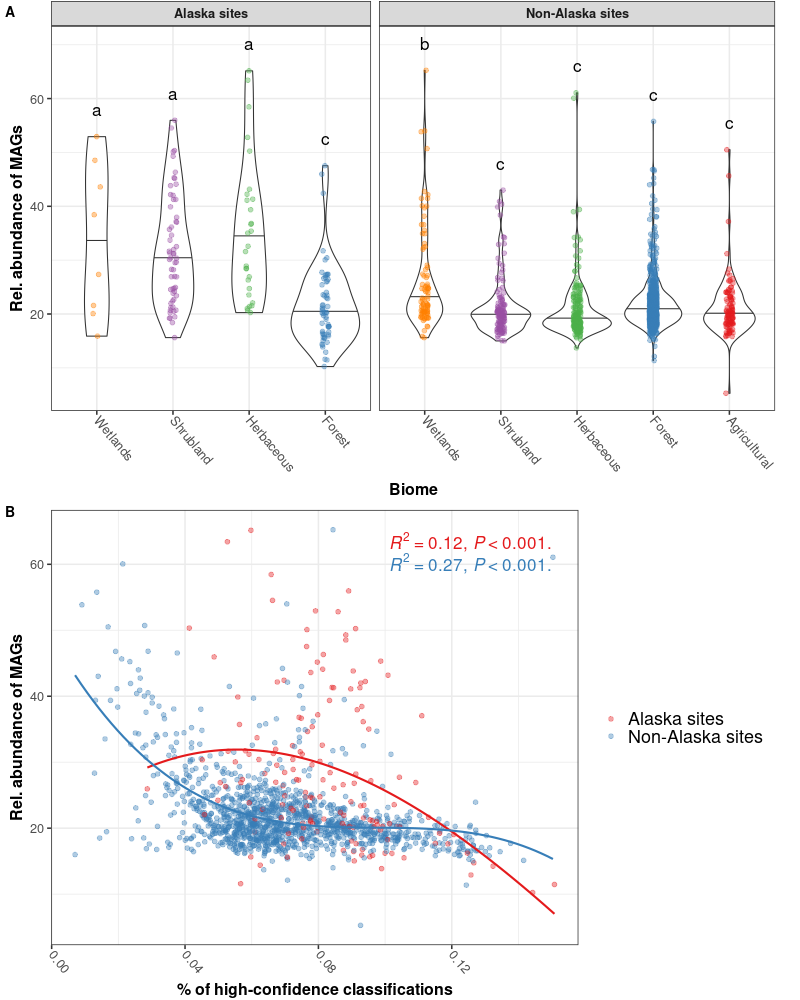 A
Alaska sites
Non-Alaska sites
Rel. abundance of MAGs
60
40
20
a
a
a
c
b
c
c
c
c
Wetlands
Shrubland
Herbaceous
Forest
Wetlands
Shrubland
Herbaceous
Forest
Agricultural
Biome
B
Rel. abundance of MAGs
60
40
20
R² = 0.12, P < 0.001.
R² = 0.27, P < 0.001.
Alaska sites
Non-Alaska sites
0.00
0.04
0.08
0.12
% of high-confidence classifications